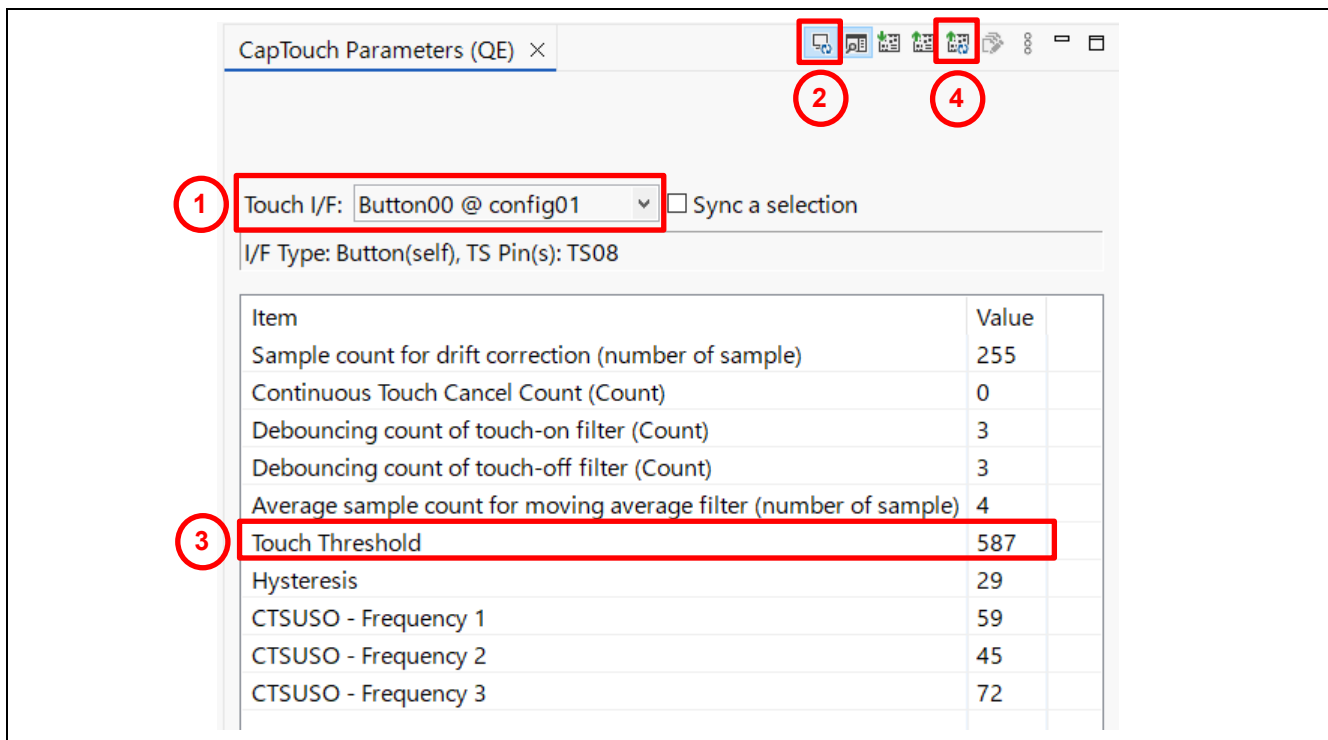 CapTouch Parameters (QE)
2
4
1
Touch I/F: Button00 @ config01 Sync a selection
I/F Type: Button(self), TS Pin(s): TS08
Item Value
Sample count for drift correction (number of sample) 255
Continuous Touch Cancel Count (Count) 0
Debouncing count of touch-on filter (Count) 3
Debouncing count of touch-off filter (Count) 3
Average sample count for moving average filter (number of sample) 4
3 Touch Threshold 587
Hysteresis 29
CTSUSO - Frequency 1 59
CTSUSO - Frequency 2 45
CTSUSO - Frequency 3 72